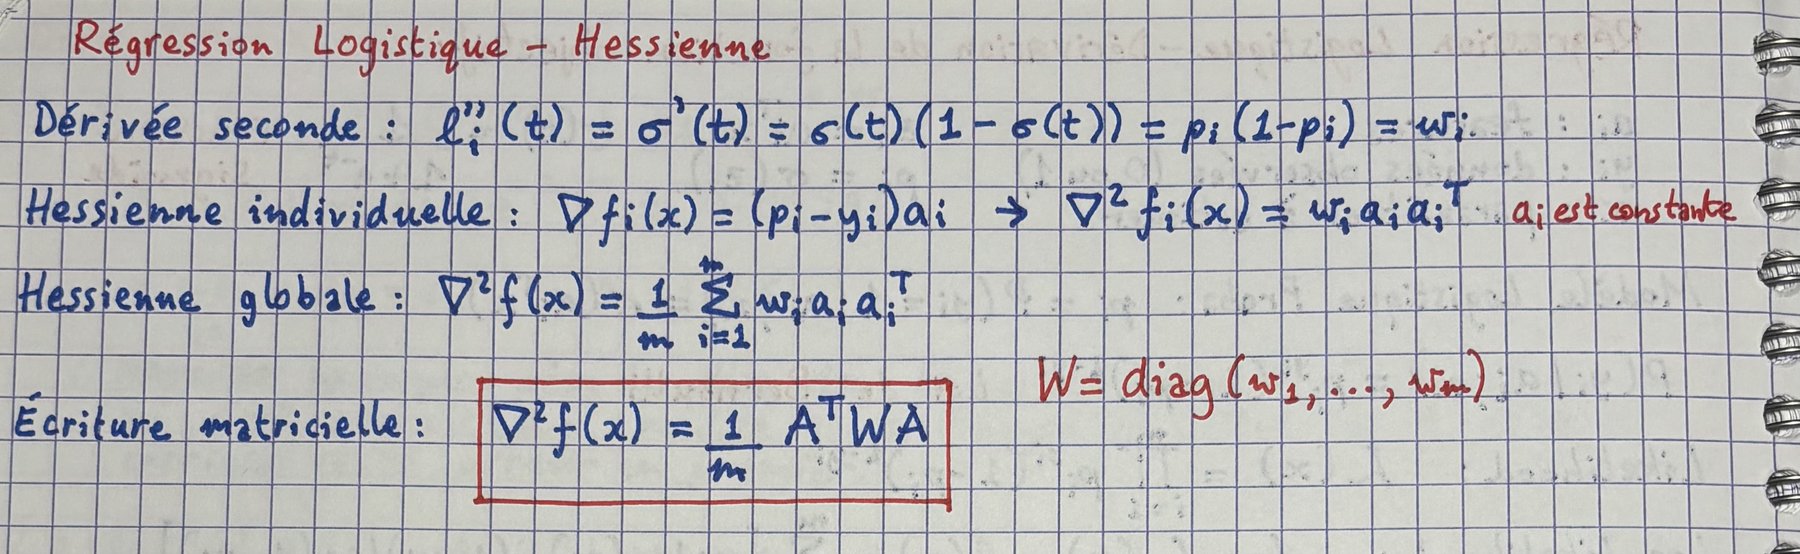 Régression Logistique - Hessienne
Dérivée seconde : ℓᵢ''(t) = σ'(t) = σ(t)(1 - σ(t)) = pᵢ(1-pᵢ) = wᵢ
Hessienne individuelle : ∇fᵢ(x) = (pᵢ-yᵢ)aᵢ → ∇²fᵢ(x) = wᵢaᵢaᵢᵀ aᵢ est constante
Hessienne globale : ∇²f(x) = 1/m Σᵢ₌₁ᵐ wᵢaᵢaᵢᵀ
W = diag(w₁, ..., wₘ)
Écriture matricielle : ∇²f(x) = 1/m AᵀWA